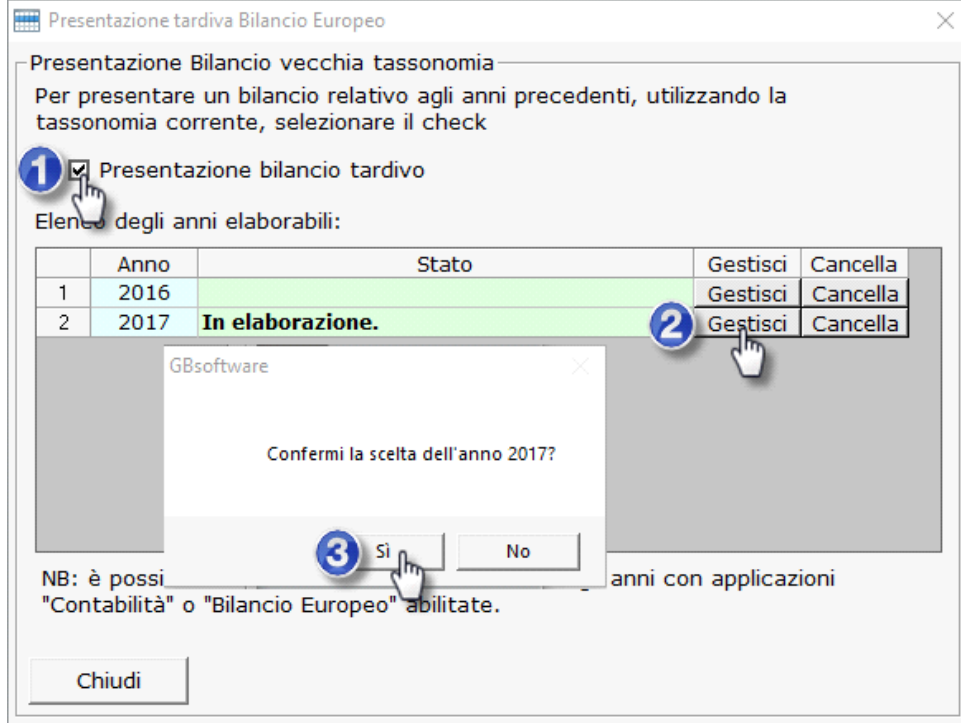 Presentazione tardiva Bilancio Europeo
Presentazione Bilancio vecchia tassonomia
Per presentare un bilancio relativo agli anni precedenti, utilizzando la
tassonomia corrente, selezionare il check
1 Presentazione bilancio tardivo
degli anni elaborabili:
Anno Stato Gestisci Cancella
1 2016 Gestisci Cancella
2 2017 In elaborazione. 2 Gestisci Cancella
GBsoftware
Confermi la scelta dell'anno 2017?
3 Sì No
NB: è anni con applicazioni
"Contabilità" o "Bilancio Europeo" abilitate.
Chiudi